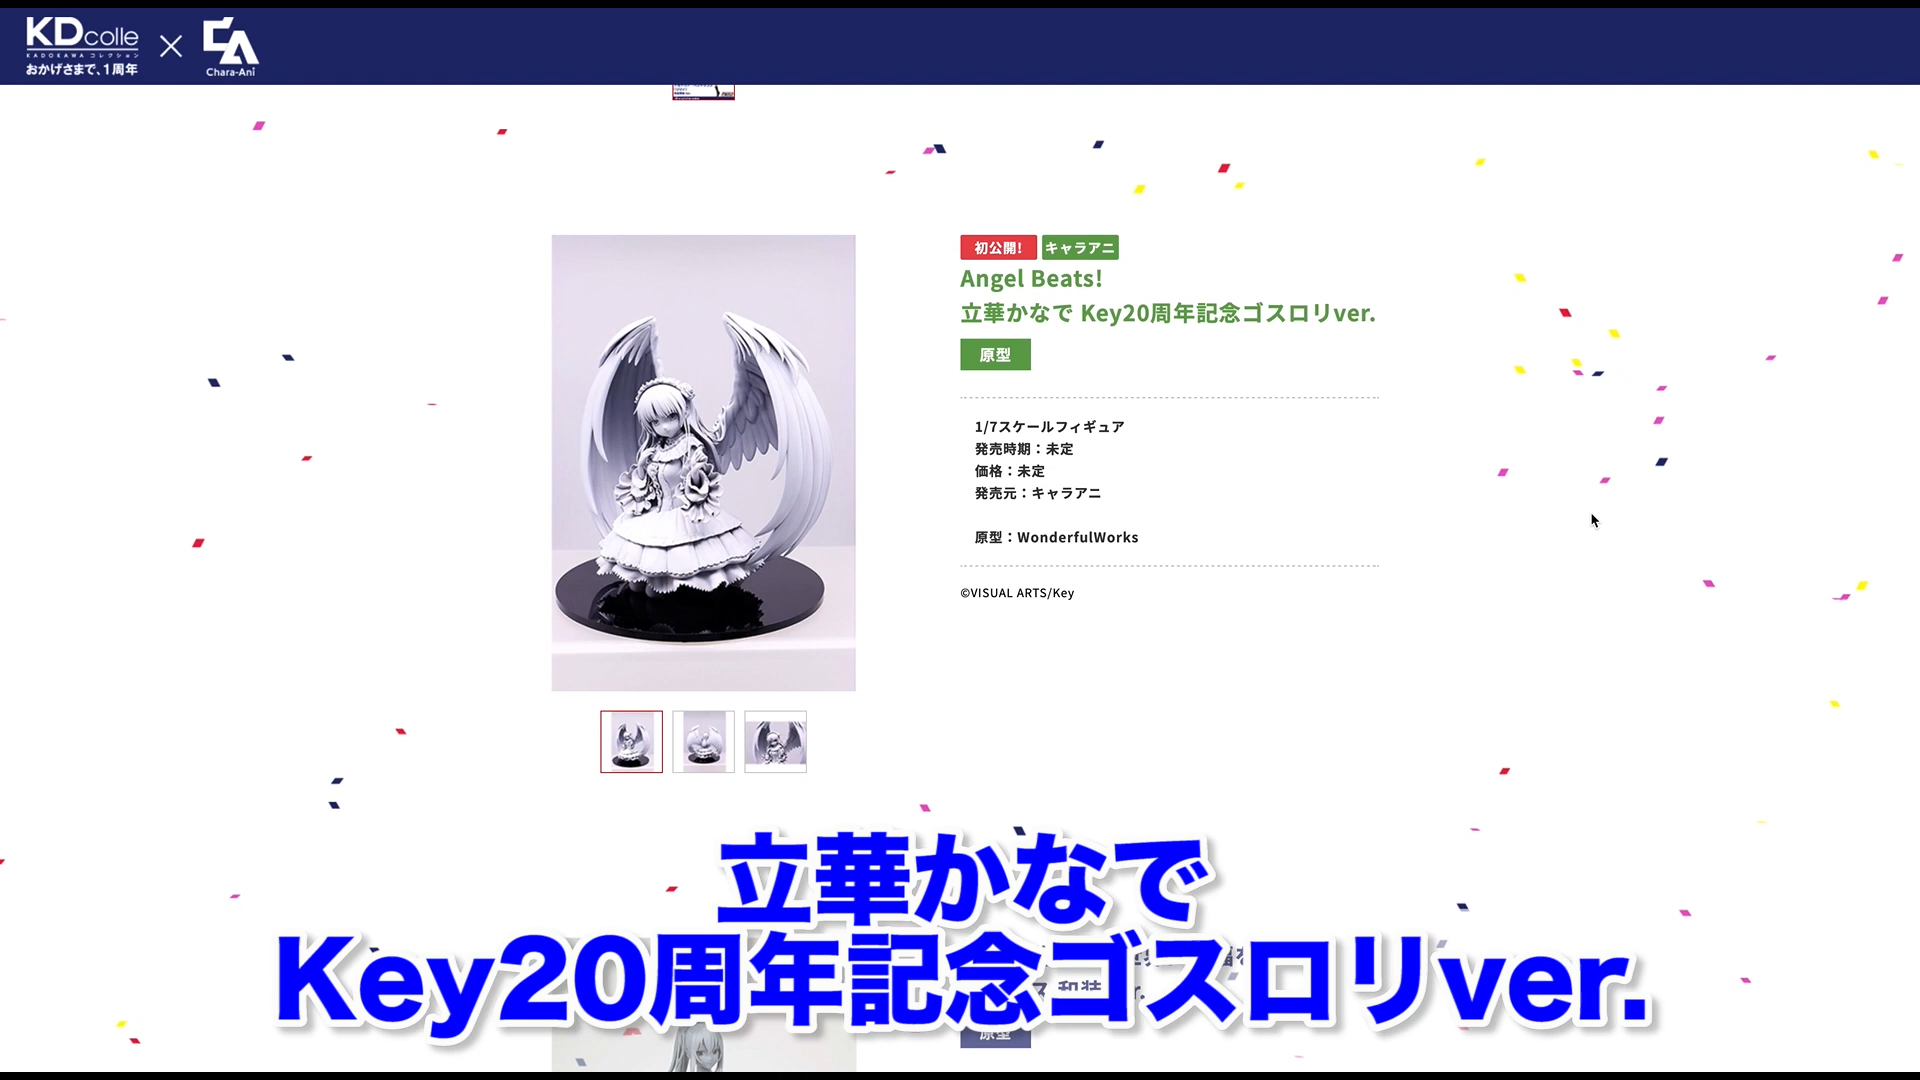 KDcolle
KADOKAWA コレクション
おかげさまで、1周年
×
CA
Chara-Ani
初公開!
キャラアニ
Angel Beats!
立華かなで Key20周年記念ゴスロリver.
原型
1/7スケールフィギュア
発売時期：未定
価格：未定
発売元：キャラアニ
原型：WonderfulWorks
©VISUAL ARTS/Key
立華かなで
Key20周年記念ゴスロリver.
和装
原型